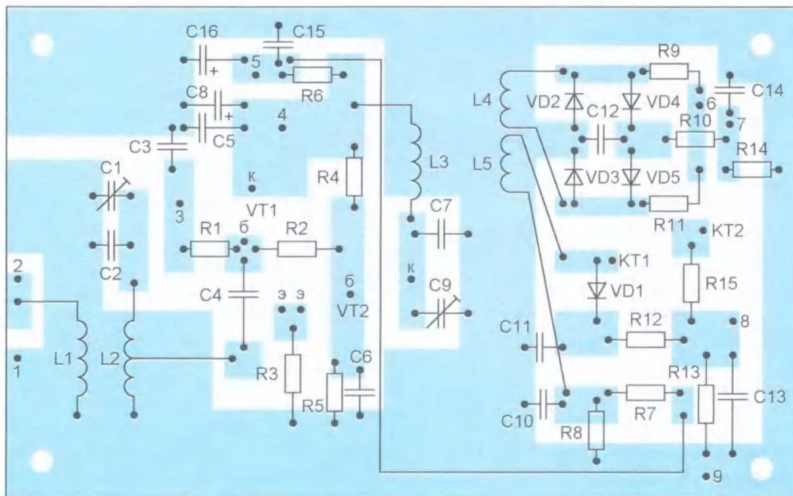 C16
C15
R9
5
R6
C14
C8
L4
VD2
VD4
6
C12
R10
7
4
C5
C3
L5
R14
C1
L3
R4
VD3
VD5
к
3
VT1
R11
C7
R1
б
R2
KT2
C2
KT1
2
к
C9
б
VD1
R15
C4
э э
VT2
R12
8
C11
L1
L2
1
R3
C6
R13
R5
R7
C13
C10
R8
9